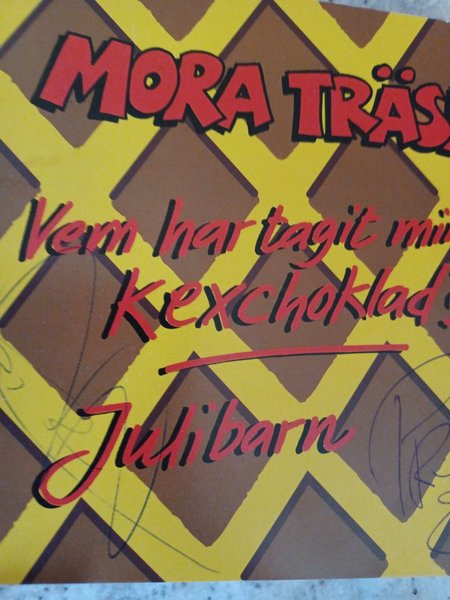 MORA TRÄS
Vem har tagit mi
Kexchoklad?
Julibarn